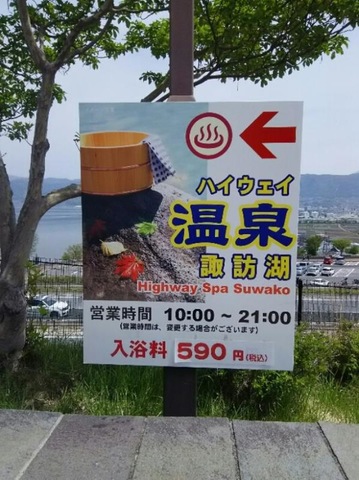 ハイウェイ
温泉
諏訪湖
Highway Spa Suwako
営業時間 10:00～21:00
(営業時間は、変更する場合がございます)
入浴料 590円(税込)